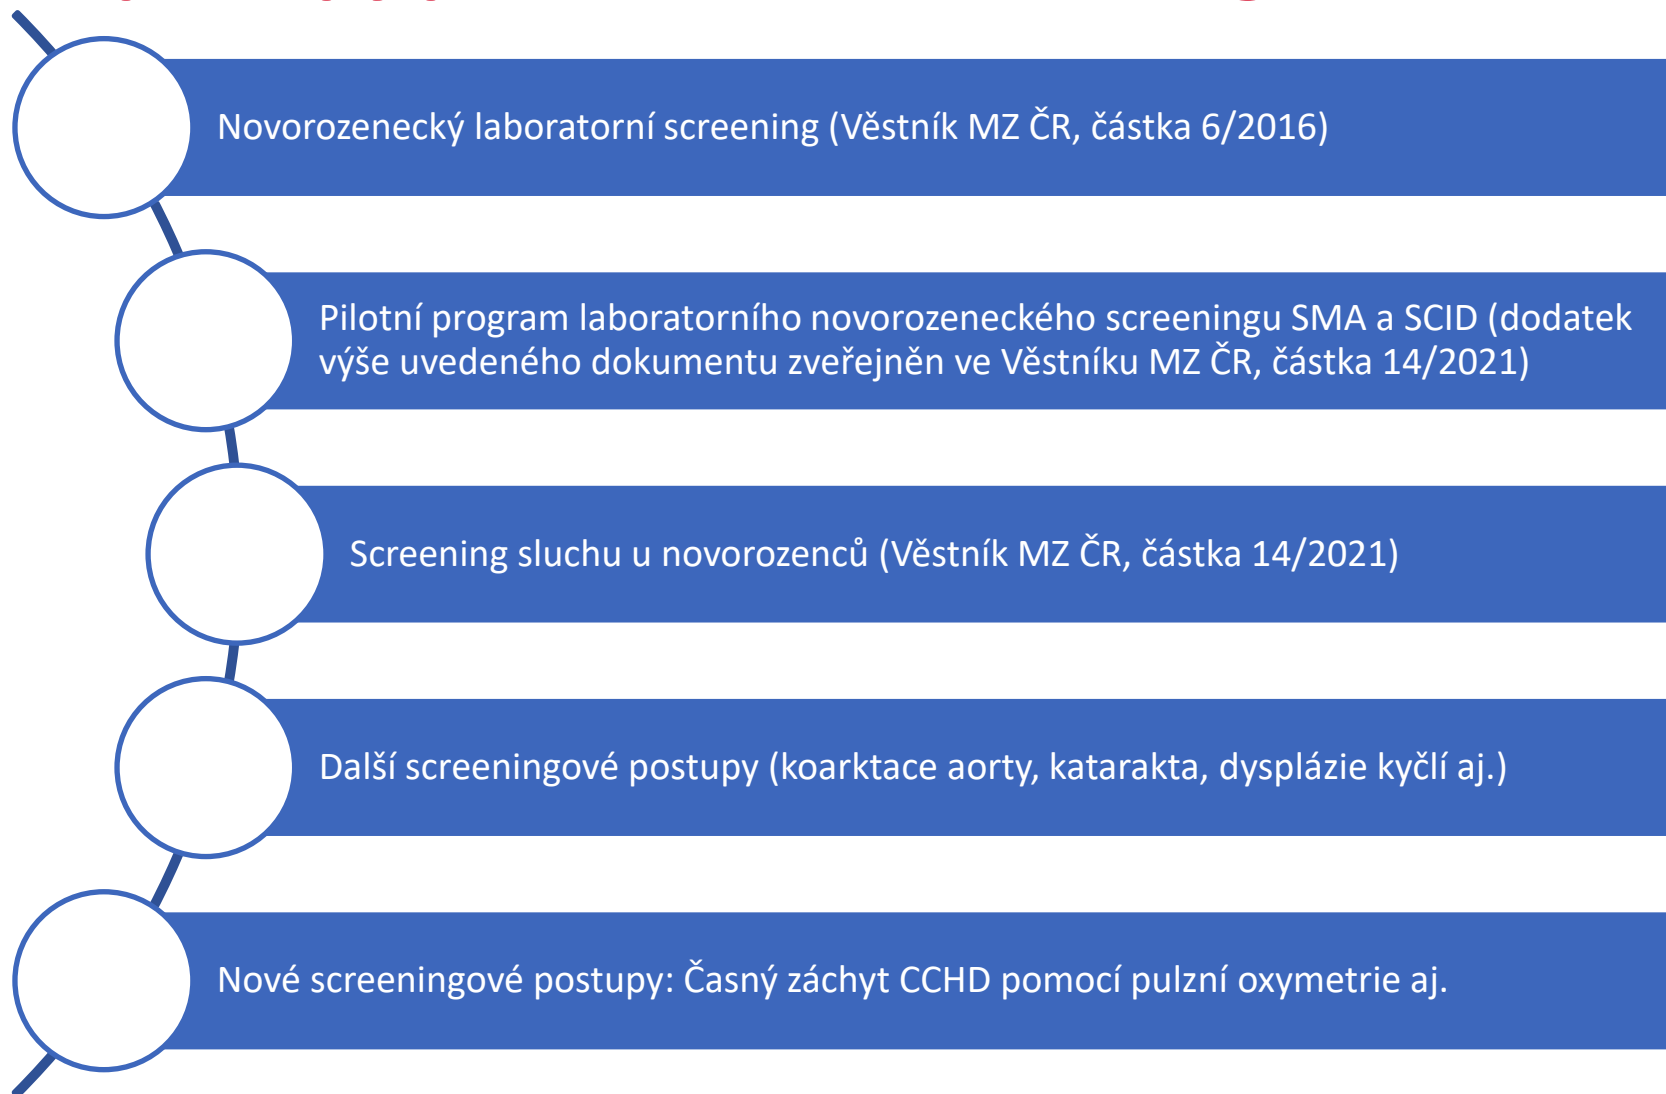 Novorozenecký laboratorní screening (Věstník MZ ČR, částka 6/2016)
Pilotní program laboratorního novorozeneckého screeningu SMA a SCID (dodatek
výše uvedeného dokumentu zveřejněn ve Věstníku MZ ČR, částka 14/2021)
Screening sluchu u novorozenců (Věstník MZ ČR, částka 14/2021)
Další screeningové postupy (koarktace aorty, katarakta, dysplázie kyčlí aj.)
Nové screeningové postupy: Časný záchyt CCHD pomocí pulzní oxymetrie aj.